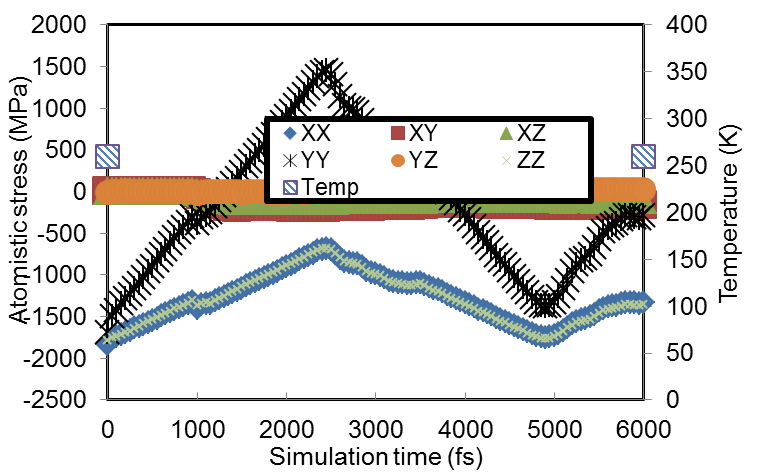 2000
1500
1000
500
0
-500
-1000
-1500
-2000
-2500
Atomistic stress (MPa)
XX XY XZ
YY YZ ZZ
Temp
400
350
300
250
200
150
100
50
0
Temperature (K)
0 1000 2000 3000 4000 5000 6000
Simulation time (fs)